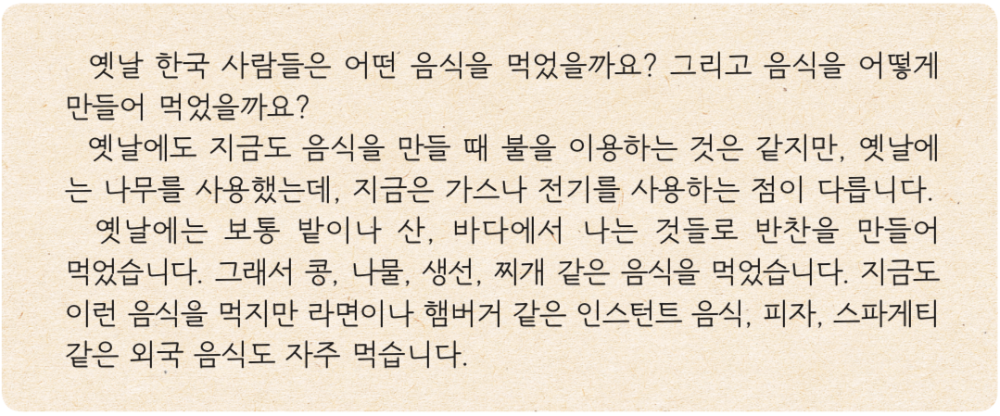 옛날 한국 사람들은 어떤 음식을 먹었을까요? 그리고 음식을 어떻게
만들어 먹었을까요?
옛날에도 지금도 음식을 만들 때 불을 이용하는 것은 같지만, 옛날에
는 나무를 사용했는데, 지금은 가스나 전기를 사용하는 점이 다릅니다.
옛날에는 보통 밭이나 산, 바다에서 나는 것들로 반찬을 만들어
먹었습니다. 그래서 콩, 나물, 생선, 찌개 같은 음식을 먹었습니다. 지금도
이런 음식을 먹지만 라면이나 햄버거 같은 인스턴트 음식, 피자, 스파게티
같은 외국 음식도 자주 먹습니다.